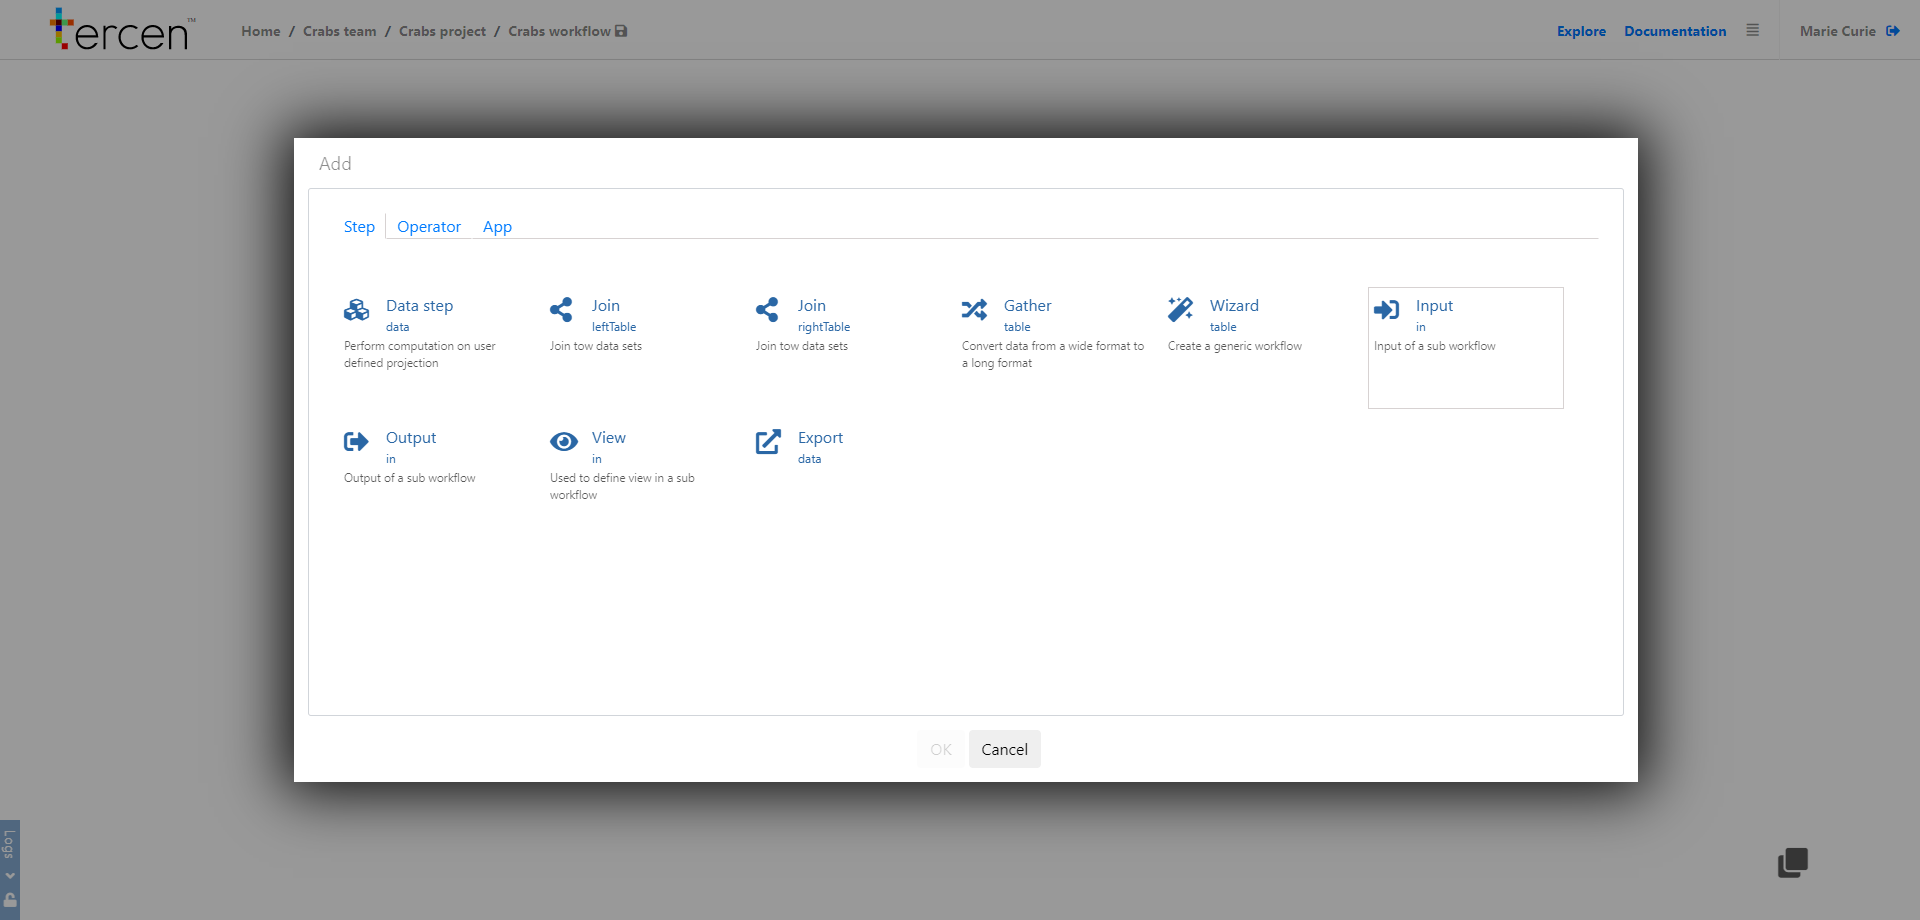 tercen™
Home / Crabs team / Crabs project / Crabs workflow
Explore Documentation Marie Curie
Add
Step Operator App
Data step
data
Perform computation on user
defined projection
Join
leftTable
Join tow data sets
Join
rightTable
Join tow data sets
Gather
table
Convert data from a wide format to
a long format
Wizard
table
Create a generic workflow
Input
in
Input of a sub workflow
Output
in
Output of a sub workflow
View
in
Used to define view in a sub
workflow
Export
data
OK Cancel
Logs